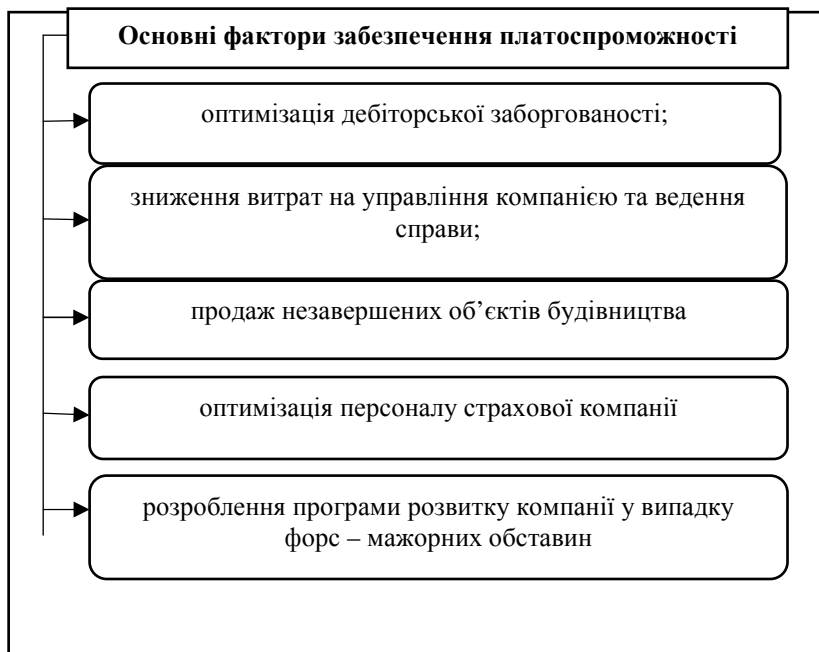 Основні фактори забезпечення платоспроможності
оптимізація дебіторської заборгованості;
зниження витрат на управління компанією та ведення
справи;
продаж незавершених об’єктів будівництва
оптимізація персоналу страхової компанії
розроблення програми розвитку компанії у випадку
форс – мажорних обставин